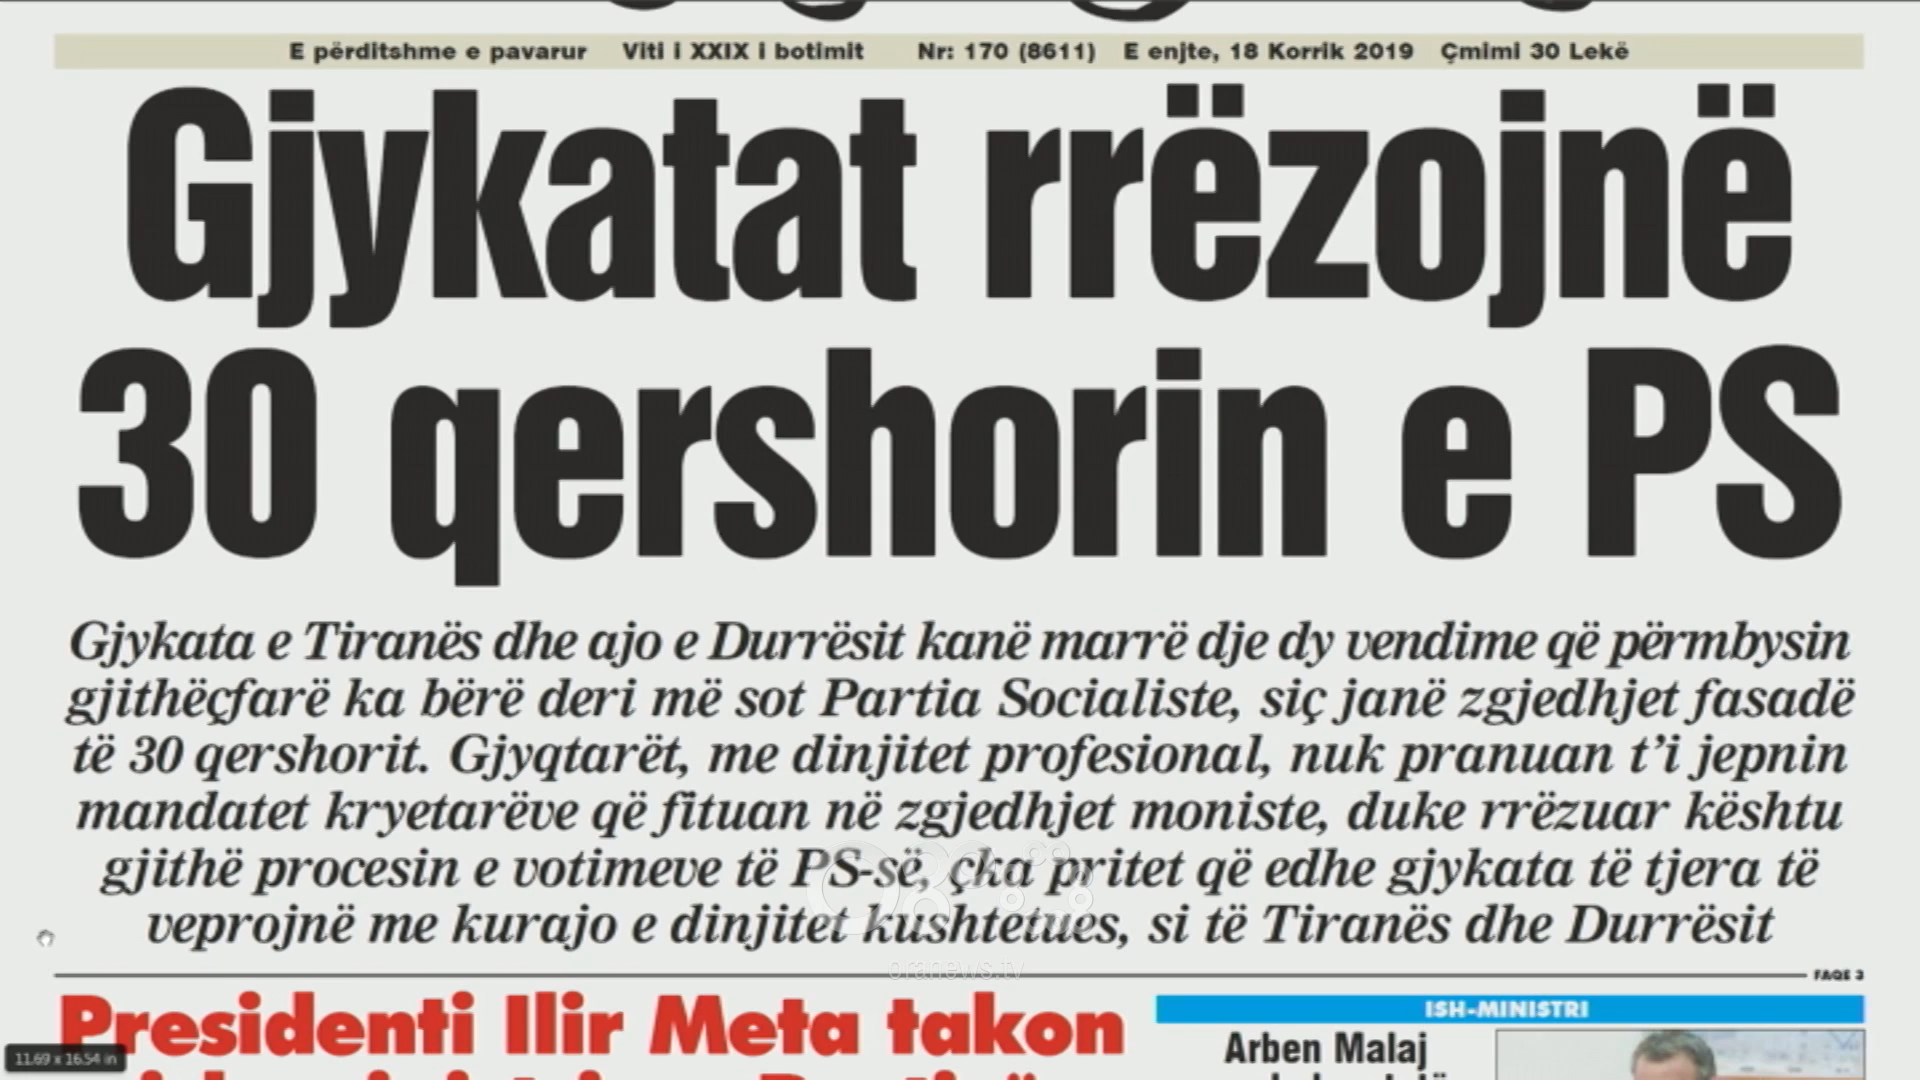 E përditshme e pavarur Viti i XXIX i botimit Nr: 170 (8611) E enjte, 18 Korrik 2019 Çmimi 30 Lekë
Gjykatat rrëzojnë
30 qershorin e PS
Gjykata e Tiranës dhe ajo e Durrësit kanë marrë dje dy vendime që përmbysin
gjithëçfarë ka bërë deri më sot Partia Socialiste, siç janë zgjedhjet fasadë
të 30 qershorit. Gjyqtarët, me dinjitet profesional, nuk pranuan t’i jepnin
mandatet kryetarëve që fituan në zgjedhjet moniste, duke rrëzuar kështu
gjithë procesin e votimeve të PS-së, çka pritet që edhe gjykata të tjera të
veprojnë me kurajo e dinjitet kushtetues, si të Tiranës dhe Durrësit
oranews.tv
FAQE 3
Presidenti Ilir Meta takon
ISH-MINISTRI
Arben Malaj
11.69 x 16.54 in